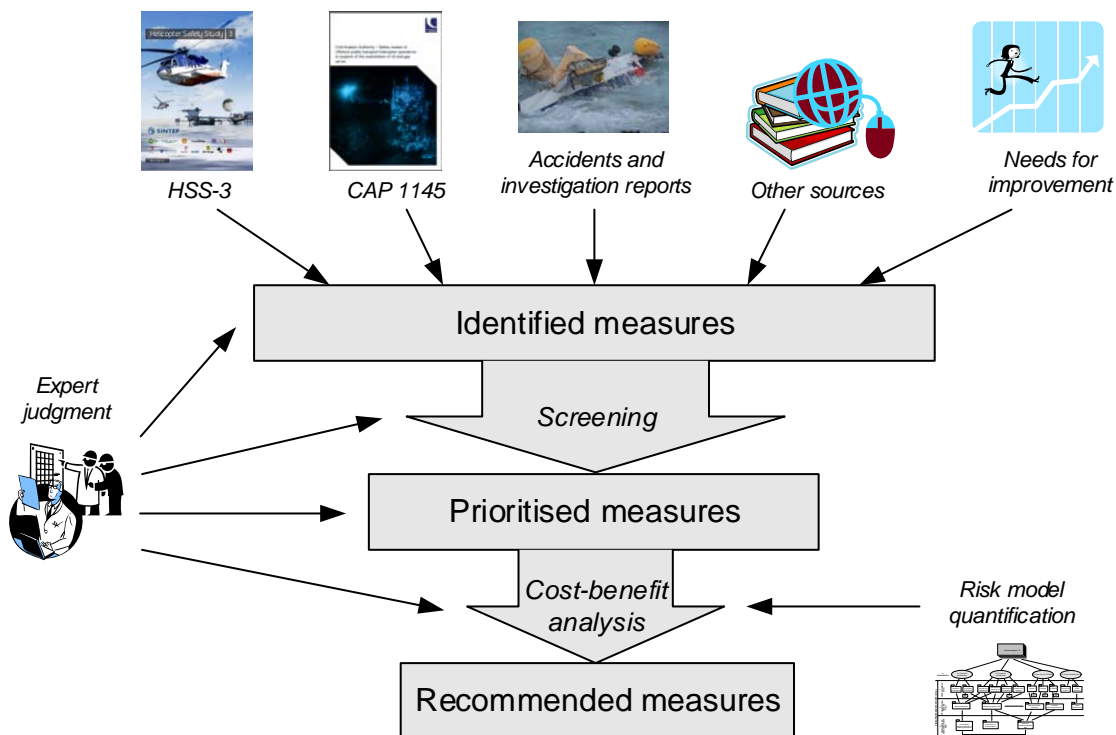 Helicopter Safety Study 3
SINTEF
HSS-3
CAP 1145
Accidents and
investigation reports
Other sources
Needs for
improvement
Identified measures
Expert
judgment
Screening
Prioritised measures
Cost-benefit
analysis
Risk model
quantification
Recommended measures